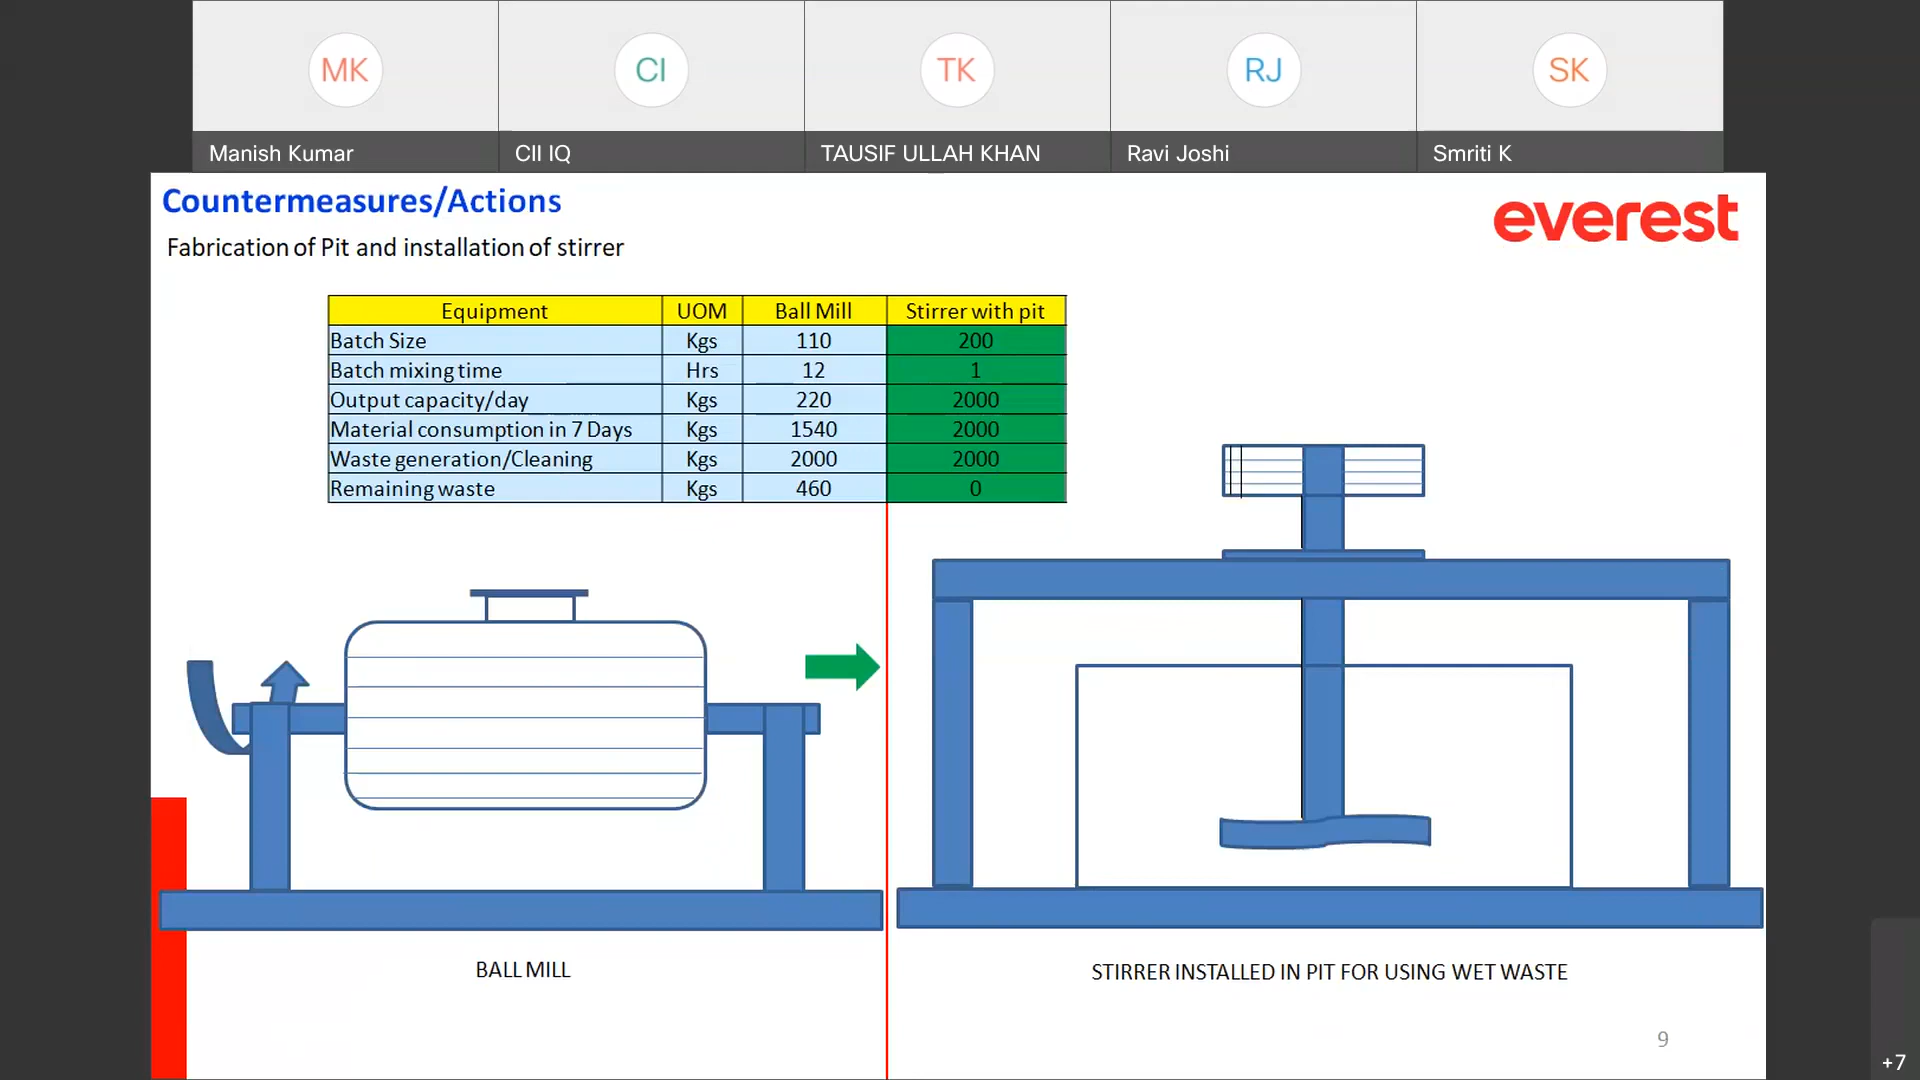 MK
CI
TK
RJ
SK
Manish Kumar
CII IQ
TAUSIF ULLAH KHAN
Ravi Joshi
Smriti K
Countermeasures/Actions
everest
Fabrication of Pit and installation of stirrer
Equipment UOM Ball Mill Stirrer with pit
Batch Size Kgs 110 200
Batch mixing time Hrs 12 1
Output capacity/day Kgs 220 2000
Material consumption in 7 Days Kgs 1540 2000
Waste generation/Cleaning Kgs 2000 2000
Remaining waste Kgs 460 0
BALL MILL
STIRRER INSTALLED IN PIT FOR USING WET WASTE
9
+7